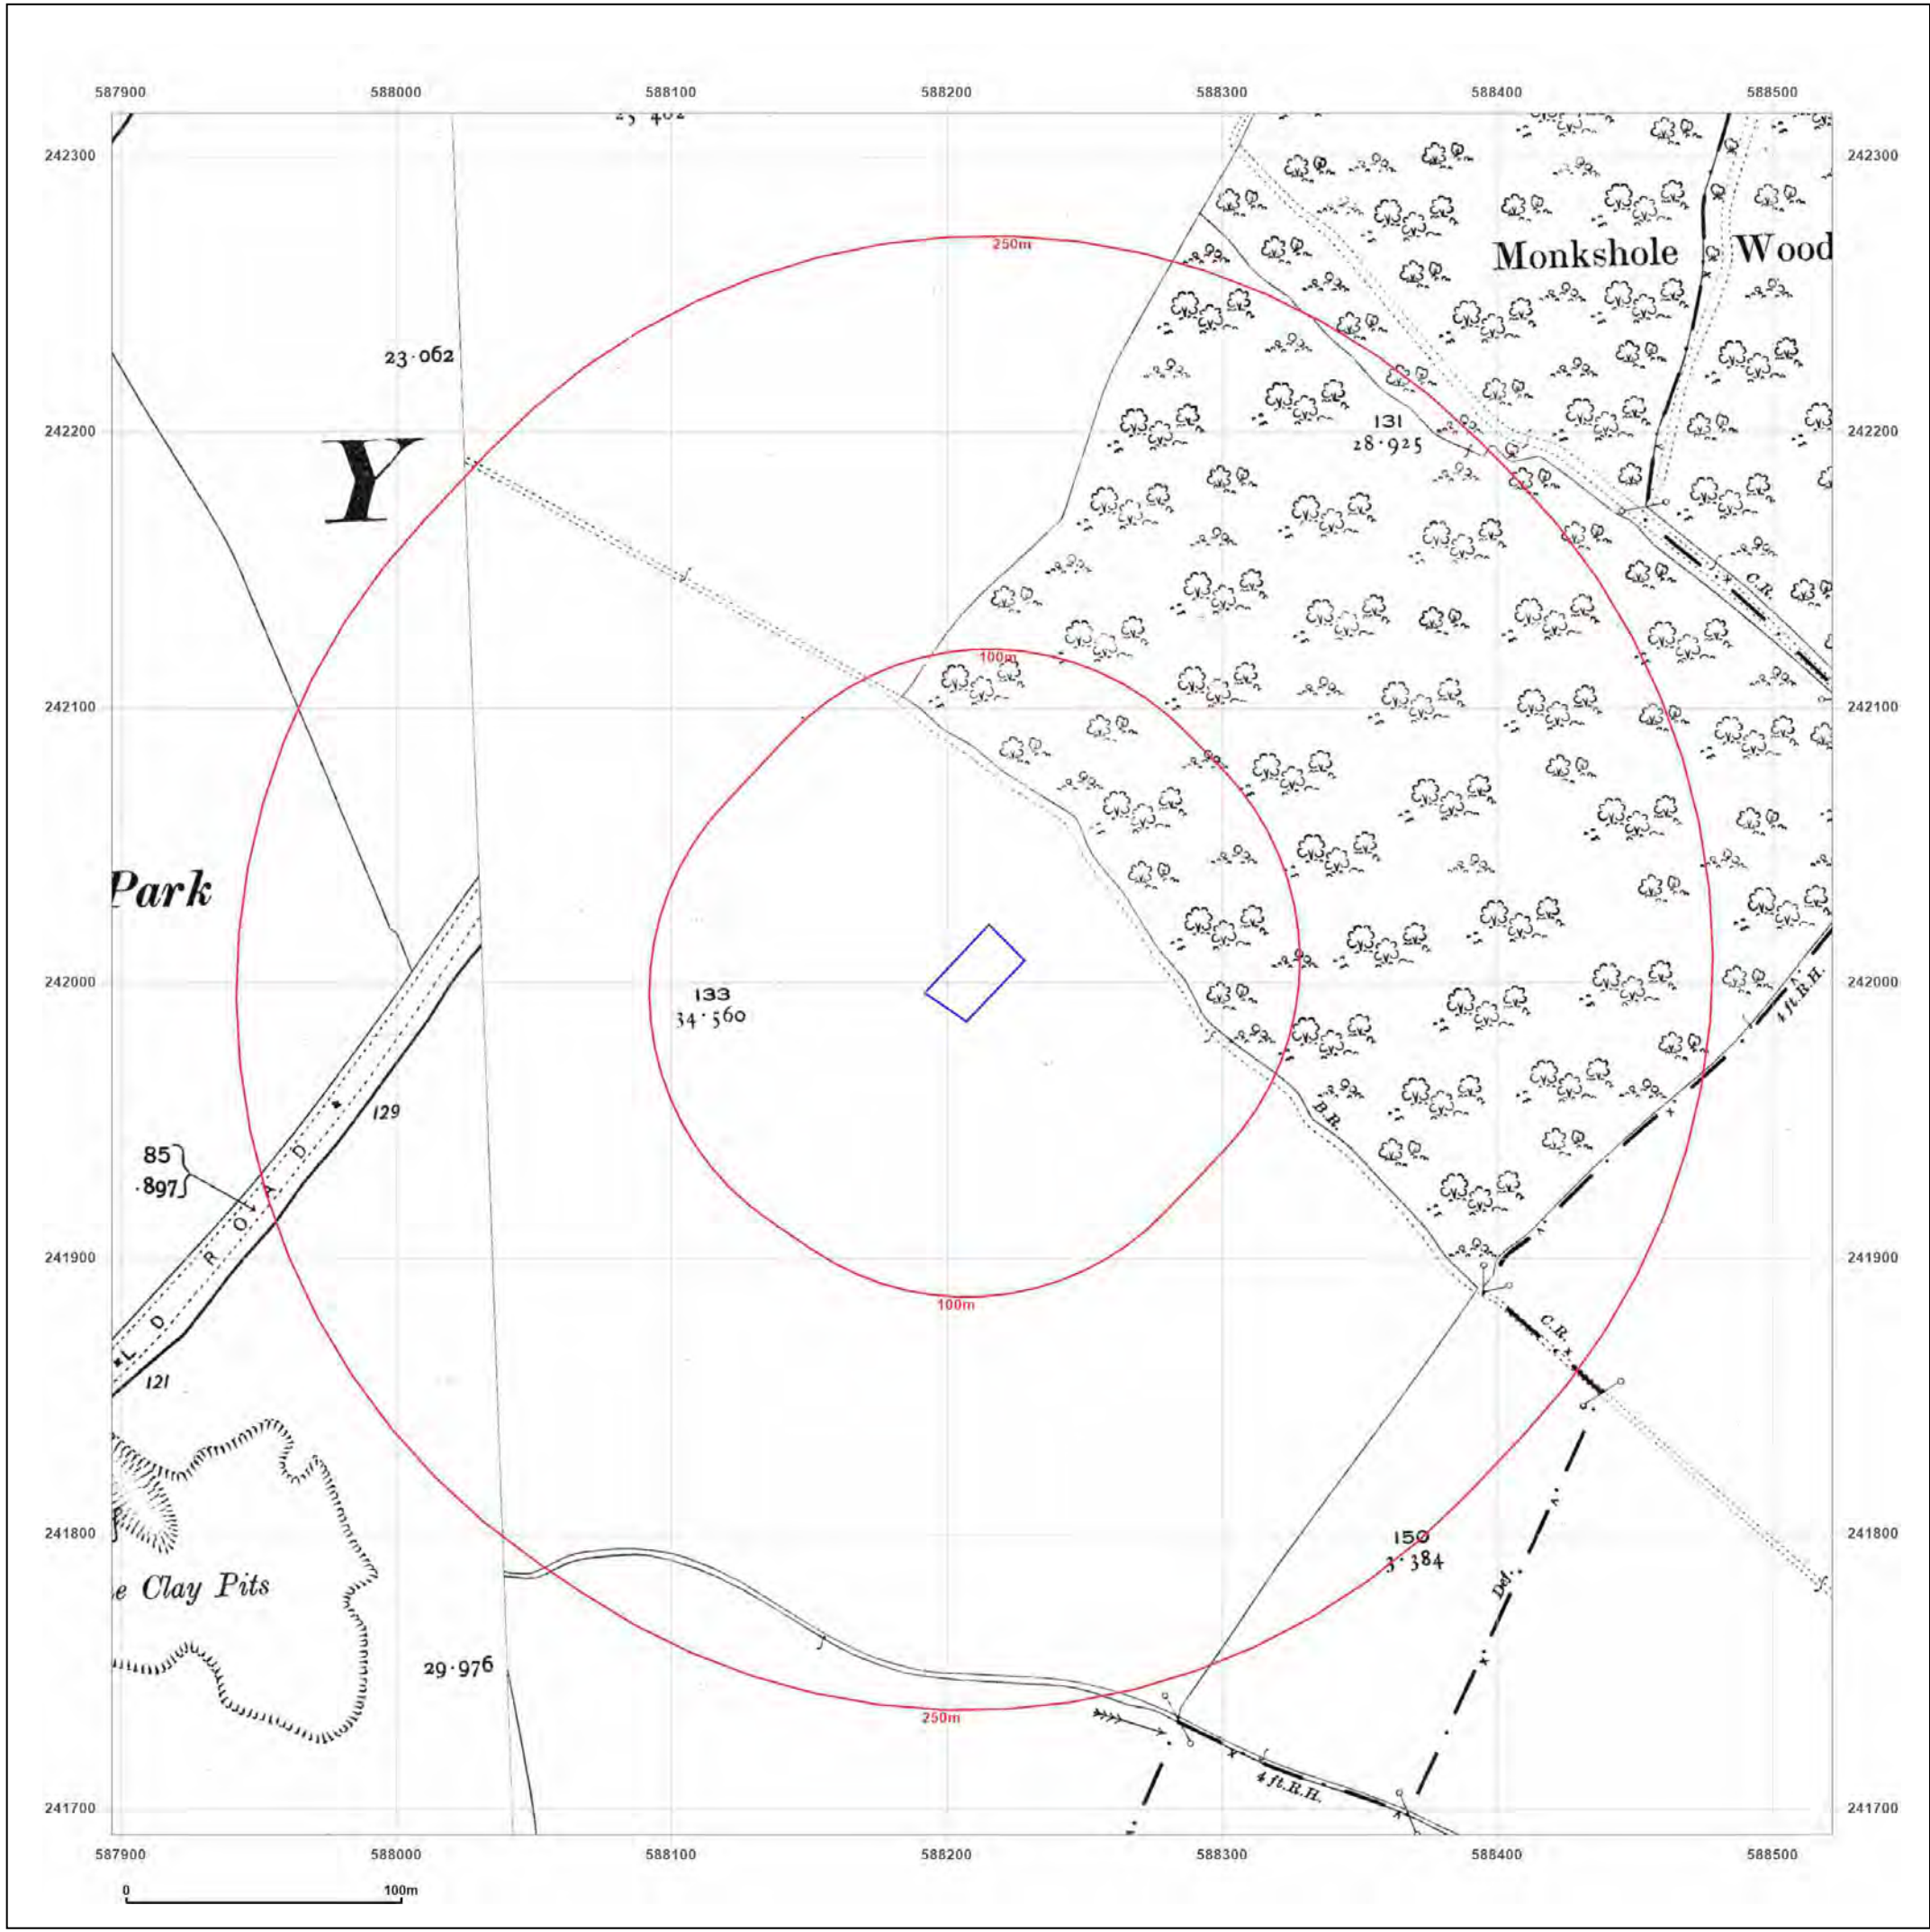 587900 588000 588100 588200 588300 588400 588500
242300 242300
250m
Monkshole Wood
23·062
131
28·925
242200 242200
Y
C.R.
100m
242100 242100
Park
4 ft. R.H.
242000 242000
133
34·560
129
B.R.
85
.897
OLD ROAD
241900 241900
100m
C.R.
121
150
3·384
241800 241800
Def.
Clay Pits
29·976
250m
4 ft. R.H.
241700 241700
587900 588000 588100 588200 588300 588400 588500
0 100m